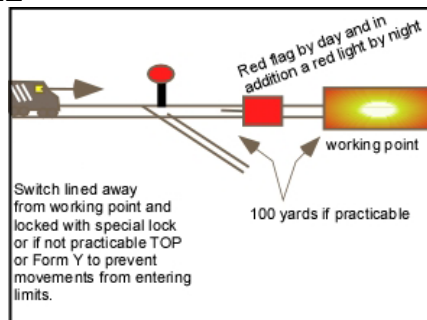 Red flag by day and in
addition a red light by night
working point
100 yards if practicable
Switch lined away
from working point and
locked with special lock
or if not practicable TOP
or Form Y to prevent
movements from entering
limits.